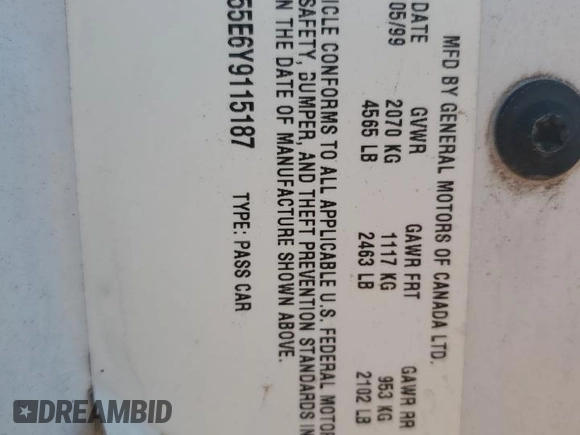 MFD BY GENERAL MOTORS OF CANADA LTD.
DATE GVWR GAWR FRT GAWR RR
05/99 2070 KG 1117 KG 953 KG
4565 LB 2463 LB 2102 LB
ICLE CONFORMS TO ALL APPLICABLE U.S. FEDERAL MOTOR
SAFETY, BUMPER, AND THEFT PREVENTION STANDARDS IN
N THE DATE OF MANUFACTURE SHOWN ABOVE.
55E6Y9115187 TYPE: PASS CAR
DREAMBID